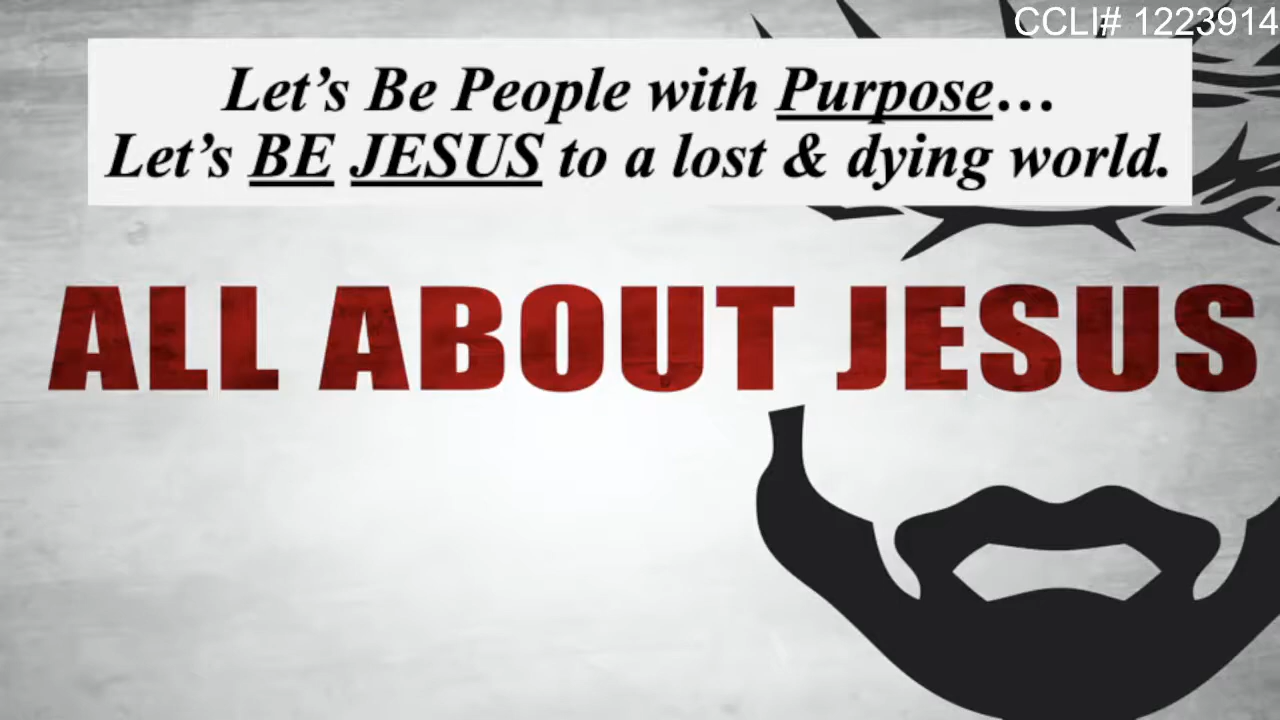 CCLI# 1223914
Let’s Be People with Purpose…
Let’s BE JESUS to a lost & dying world.
ALL ABOUT JESUS